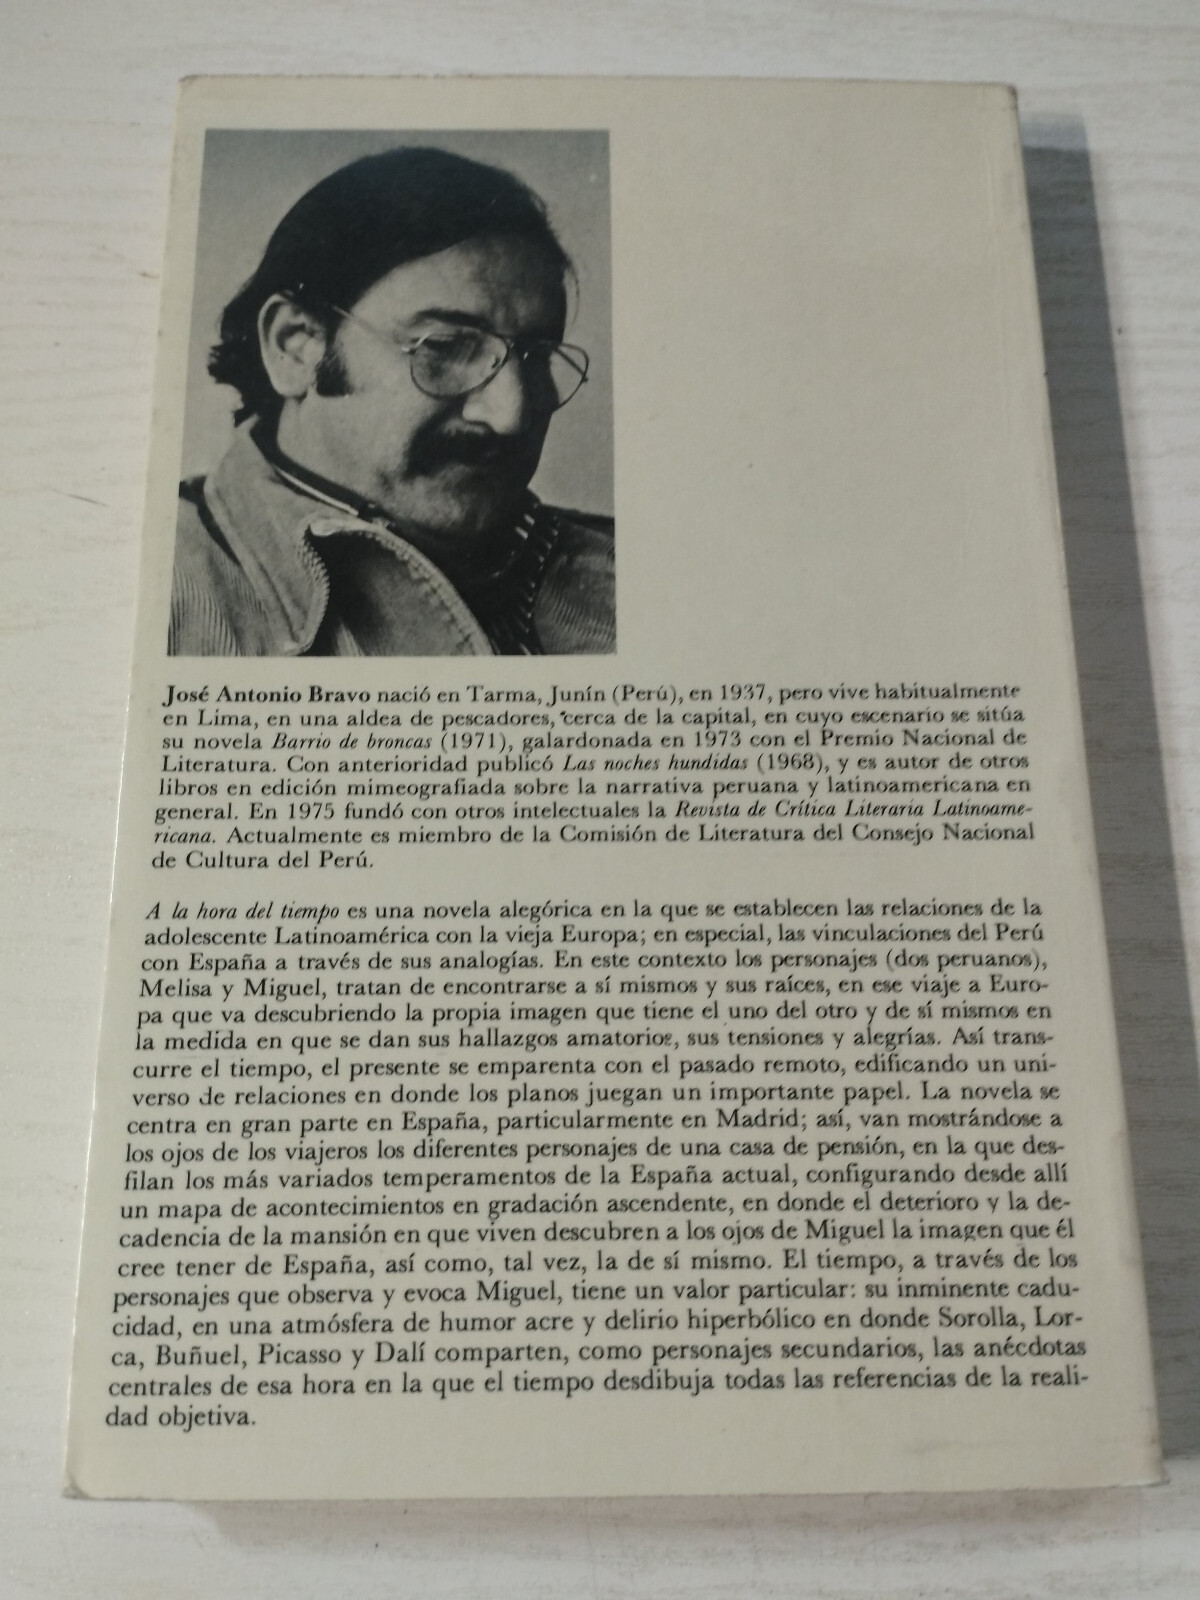 José Antonio Bravo nació en Tarma, Junín (Perú), en 1937, pero vive habitualmente
en Lima, en una aldea de pescadores, cerca de la capital, en cuyo escenario se sitúa
su novela Barrio de broncas (1971), galardonada en 1973 con el Premio Nacional de
Literatura. Con anterioridad publicó Las noches hundidas (1968), y es autor de otros
libros en edición mimeografiada sobre la narrativa peruana y latinoamericana en
general. En 1975 fundó con otros intelectuales la Revista de Crítica Literaria Latinoame-
ricana. Actualmente es miembro de la Comisión de Literatura del Consejo Nacional
de Cultura del Perú.
A la hora del tiempo es una novela alegórica en la que se establecen las relaciones de la
adolescente Latinoamérica con la vieja Europa; en especial, las vinculaciones del Perú
con España a través de sus analogías. En este contexto los personajes (dos peruanos),
Melisa y Miguel, tratan de encontrarse a sí mismos y sus raíces, en ese viaje a Euro-
pa que va descubriendo la propia imagen que tiene el uno del otro y de sí mismos en
la medida en que se dan sus hallazgos amatorios, sus tensiones y alegrías. Así trans-
curre el tiempo, el presente se emparenta con el pasado remoto, edificando un uni-
verso de relaciones en donde los planos juegan un importante papel. La novela se
centra en gran parte en España, particularmente en Madrid; así, van mostrándose a
los ojos de los viajeros los diferentes personajes de una casa de pensión, en la que des-
filan los más variados temperamentos de la España actual, configurando desde allí
un mapa de acontecimientos en gradación ascendente, en donde el deterioro y la de-
cadencia de la mansión en que viven descubren a los ojos de Miguel la imagen que él
cree tener de España, así como, tal vez, la de sí mismo. El tiempo, a través de los
personajes que observa y evoca Miguel, tiene un valor particular: su inminente cadu-
cidad, en una atmósfera de humor acre y delirio hiperbólico en donde Sorolla, Lor-
ca, Buñuel, Picasso y Dalí comparten, como personajes secundarios, las anécdotas
centrales de esa hora en la que el tiempo desdibuja todas las referencias de la reali-
dad objetiva.